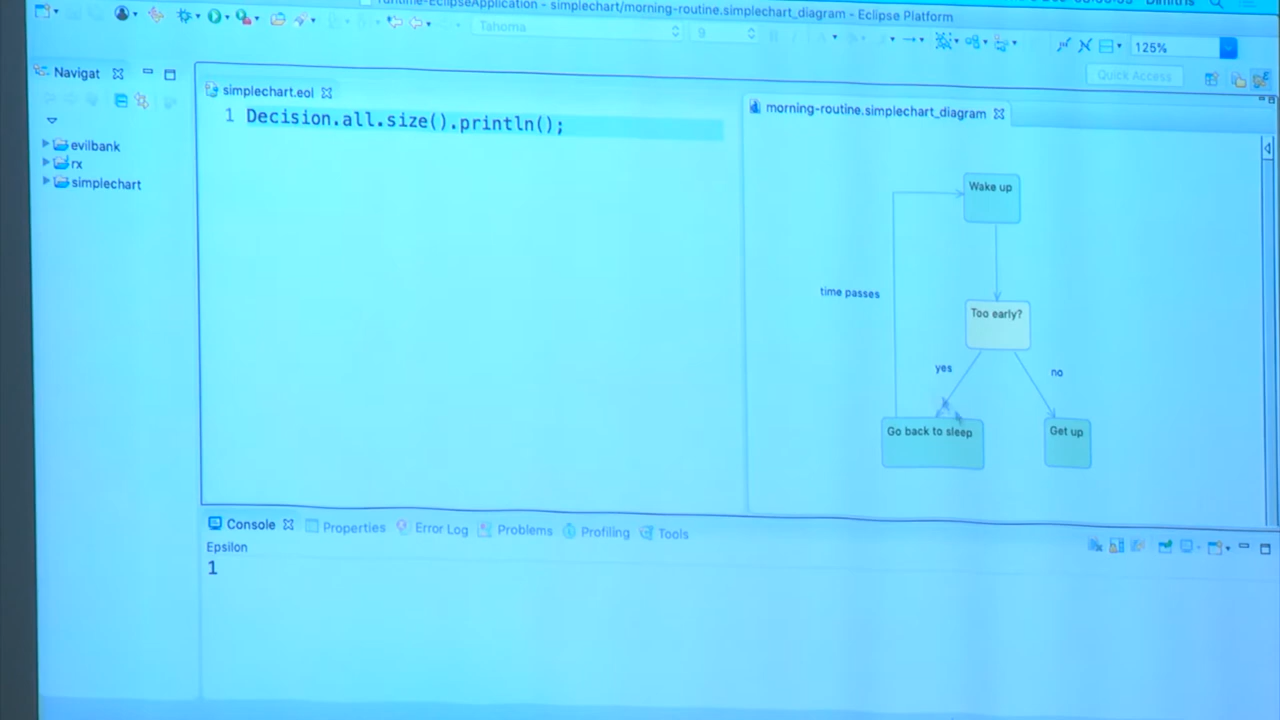 runtime-EclipseApplication - simplechart/morning-routine.simplechart_diagram - Eclipse Platform
Tahoma
9
125%
Quick Access
Navigat
evilbank
rx
simplechart
simplechart.eol
1 Decision.all.size().println();
morning-routine.simplechart_diagram
Wake up
time passes
Too early?
yes
no
Go back to sleep
Get up
Console
Properties
Error Log
Problems
Profiling
Tools
Epsilon
1